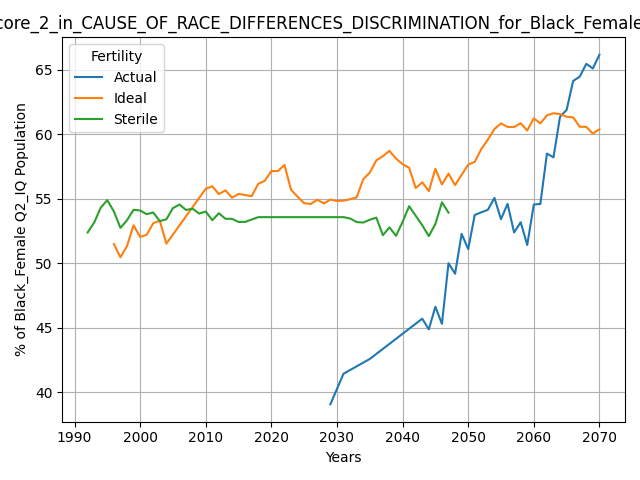 core_2_in_CAUSE_OF_RACE_DIFFERENCES_DISCRIMINATION_for_Black_Female
Fertility
Actual
Ideal
Sterile
% of Black_Female Q2_IQ Population
65
60
55
50
45
40
1990 2000 2010 2020 2030 2040 2050 2060 2070
Years